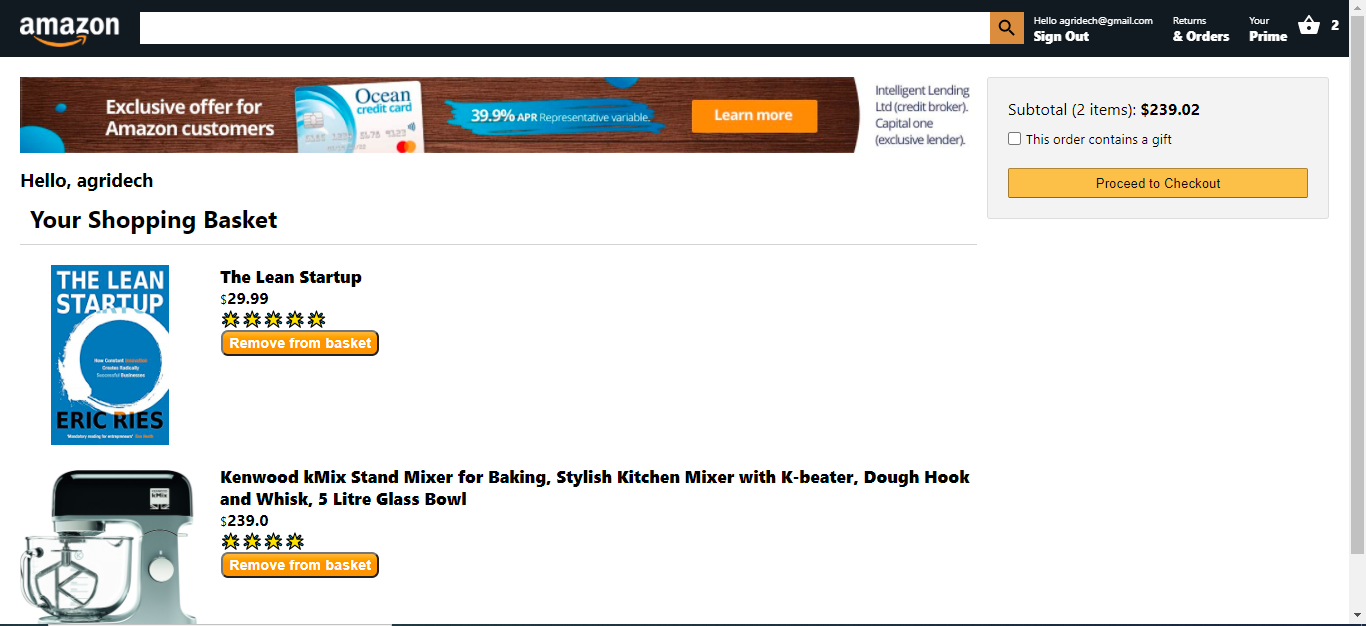 amazon
Hello agridech@gmail.com
Sign Out
Returns
& Orders
Your
Prime
2
Exclusive offer for
Amazon customers
Ocean
credit card
39.9% APR Representative variable.
Learn more
Intelligent Lending
Ltd (credit broker).
Capital one
(exclusive lender).
Subtotal (2 items): $239.02
This order contains a gift
Proceed to Checkout
Hello, agridech
Your Shopping Basket
THE LEAN
STARTUP
How Constant Innovation
Creates Radically
Successful Businesses
ERIC RIES
The Lean Startup
$29.99
Remove from basket
kMix
Kenwood kMix Stand Mixer for Baking, Stylish Kitchen Mixer with K-beater, Dough Hook
and Whisk, 5 Litre Glass Bowl
$239.0
Remove from basket